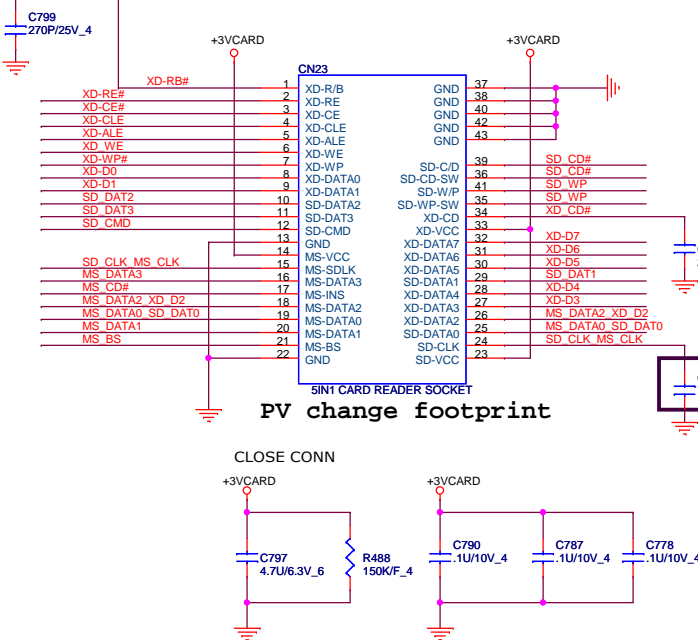 C799
270P/25V_4
+3VCARD
+3VCARD
CN23
XD-RB# 1 XD-R/B GND 37
XD-RE# 2 XD-RE GND 38
XD-CE# 3 XD-CE GND 40
XD-CLE 4 XD-CLE GND 42
XD-ALE 5 XD-ALE GND 43
XD_WE 6 XD-WE
XD-WP# 7 XD-WP SD-C/D 39 SD_CD#
XD-D0 8 XD-DATA0 SD-CD-SW 36 SD_CD#
XD-D1 9 XD-DATA1 SD-W/P 41 SD_WP
SD_DAT2 10 SD-DATA2 SD-WP-SW 35 SD_WP
SD_DAT3 11 SD-DAT3 XD-CD 34 XD_CD#
SD_CMD 12 SD-CMD XD-VCC 33
13 GND XD-DATA7 32 XD-D7
14 MS-VCC XD-DATA6 31 XD-D6
SD_CLK_MS_CLK 15 MS-SDLK XD-DATA5 30 XD-D5
MS_DATA3 16 MS-DATA3 SD-DATA1 29 SD_DAT1
MS_CD# 17 MS-INS XD-DATA4 28 XD-D4
MS_DATA2_XD_D2 18 MS-DATA2 XD-DATA3 27 XD-D3
MS_DATA0_SD_DAT0 19 MS-DATA0 XD-DATA2 26 MS_DATA2_XD_D2
MS_DATA1 20 MS-DATA1 SD-DATA0 25 MS_DATA0_SD_DAT0
MS_BS 21 MS-BS SD-CLK 24 SD_CLK_MS_CLK
22 GND SD-VCC 23
5IN1 CARD READER SOCKET
PV change footprint
CLOSE CONN
+3VCARD
+3VCARD
C797
4.7U/6.3V_6
R488
150K/F_4
C790
.1U/10V_4
C787
.1U/10V_4
C778
.1U/10V_4